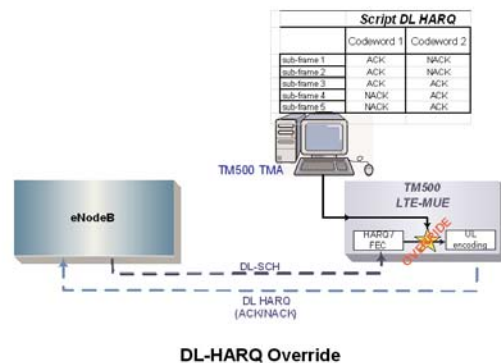 Script DL HARQ
Codeword 1 Codeword 2
sub-frame 1 ACK NACK
sub-frame 2 ACK NACK
sub-frame 3 ACK ACK
sub-frame 4 NACK ACK
sub-frame 5 NACK ACK
TM500 TMA
TM500
LTE-MUE
eNodeB
HARQ /
FEC
OVERRIDE
UL
encoding
DL-SCH
DL HARQ
(ACK/NACK)
DL-HARQ Override